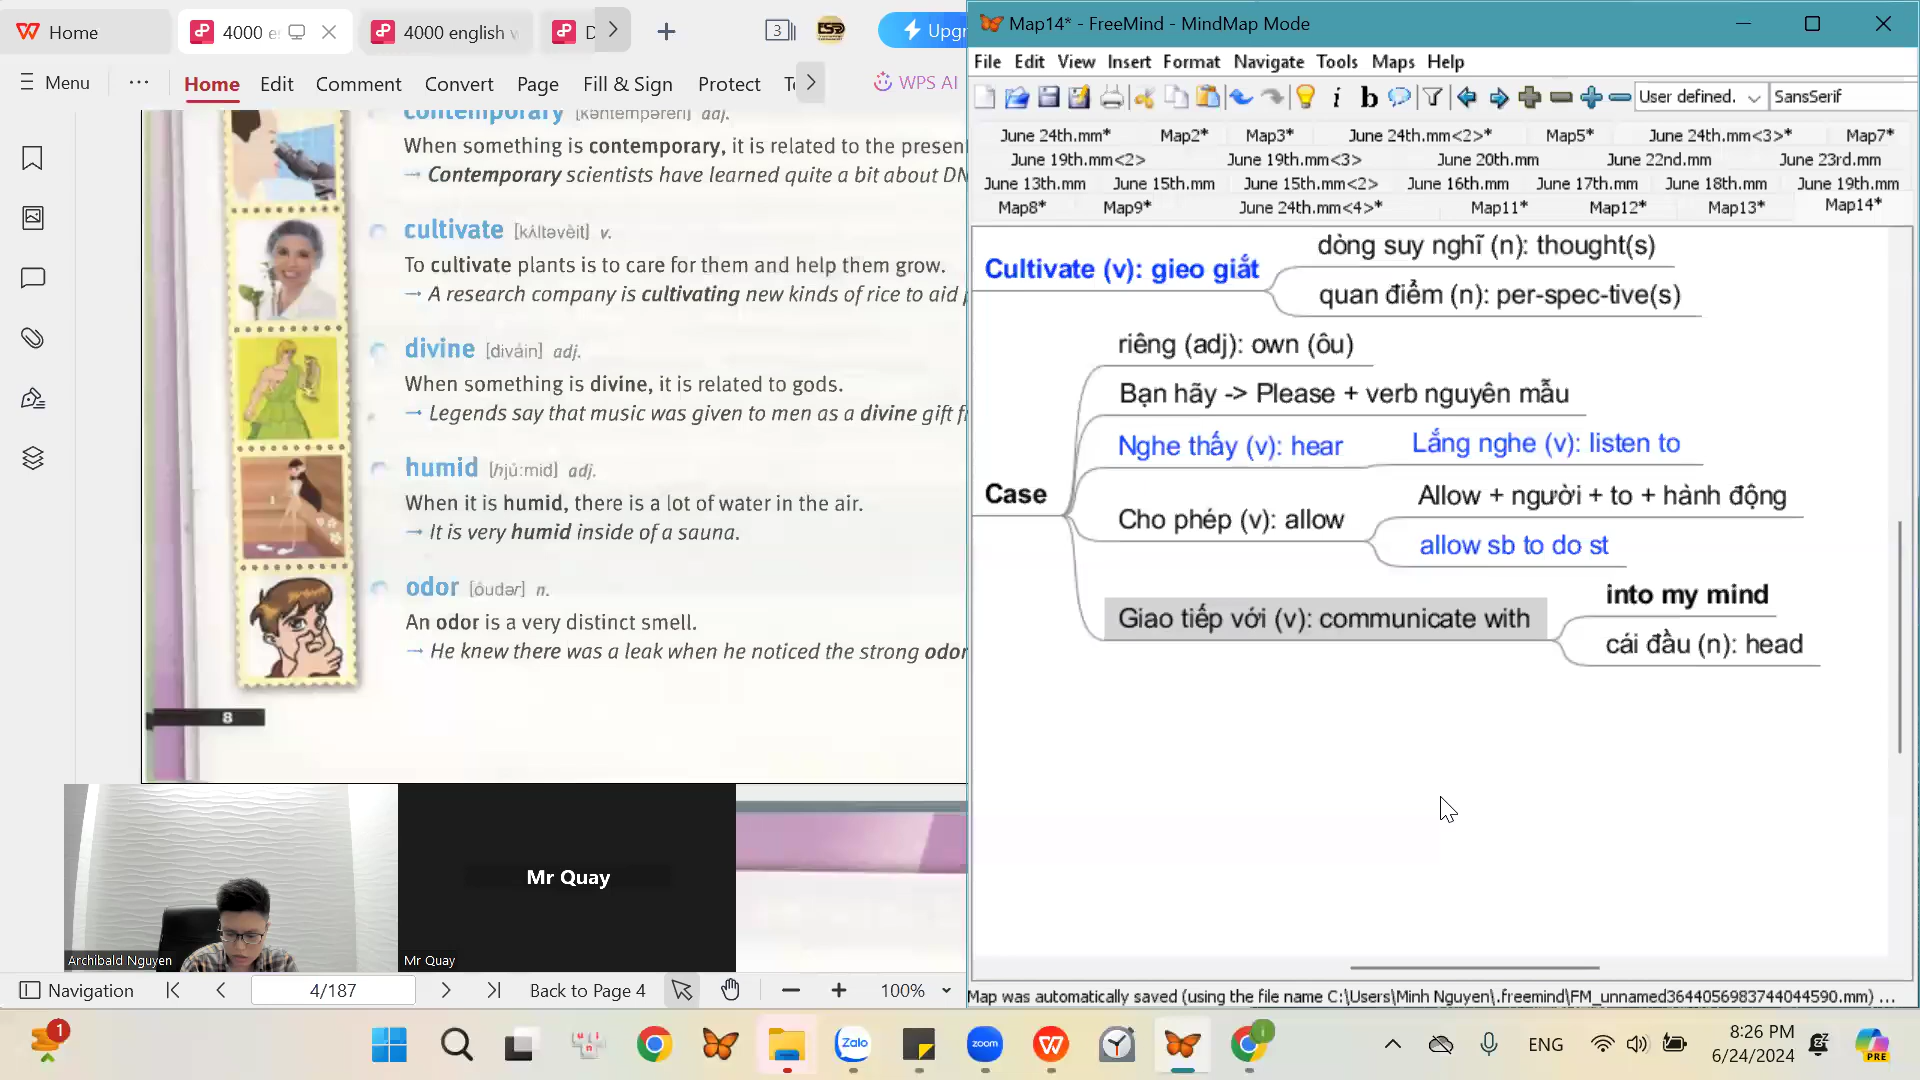 Home
4000 e
4000 english w
D
3
Upgr
Menu
Home
Edit
Comment
Convert
Page
Fill & Sign
Protect
WPS AI
contemporary [kəntempəreri] adj.
When something is contemporary, it is related to the presen
→ Contemporary scientists have learned quite a bit about DN
cultivate [kʌ́ltəvèit] v.
To cultivate plants is to care for them and help them grow.
→ A research company is cultivating new kinds of rice to aid p
divine [diváin] adj.
When something is divine, it is related to gods.
→ Legends say that music was given to men as a divine gift f
humid [hjúːmid] adj.
When it is humid, there is a lot of water in the air.
→ It is very humid inside of a sauna.
odor [óudər] n.
An odor is a very distinct smell.
→ He knew there was a leak when he noticed the strong odor
8
Mr Quay
Archibald Nguyen
Mr Quay
Navigation
4/187
Back to Page 4
100%
Map14* - FreeMind - MindMap Mode
File Edit View Insert Format Navigate Tools Maps Help
User defined.
SansSerif
June 24th.mm* Map2* Map3* June 24th.mm<2>* Map5* June 24th.mm<3>* Map7*
June 19th.mm<2> June 19th.mm<3> June 20th.mm June 22nd.mm June 23rd.mm
June 13th.mm June 15th.mm June 15th.mm<2> June 16th.mm June 17th.mm June 18th.mm June 19th.mm
Map8* Map9* June 24th.mm<4>* Map11* Map12* Map13* Map14*
Cultivate (v): gieo giắt
dòng suy nghĩ (n): thought(s)
quan điểm (n): per-spec-tive(s)
Case
riêng (adj): own (ôu)
Bạn hãy -> Please + verb nguyên mẫu
Nghe thấy (v): hear
Lắng nghe (v): listen to
Cho phép (v): allow
Allow + người + to + hành động
allow sb to do st
Giao tiếp với (v): communicate with
into my mind
cái đầu (n): head
Map was automatically saved (using the file name C:\Users\Minh Nguyen\.freemind\FM_unnamed3644056983744044590.mm) ...
1
Zalo
zoom
ENG
8:26 PM
6/24/2024
PRE